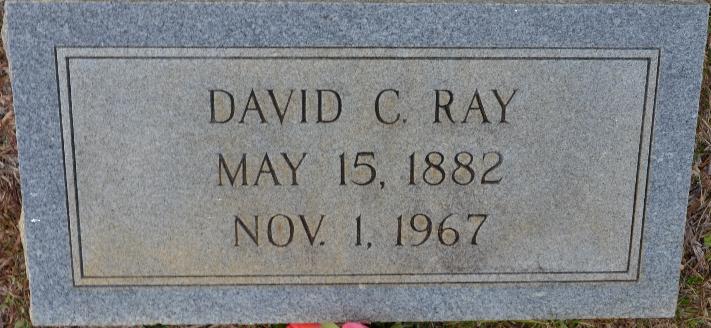 DAVID C. RAY
MAY 15, 1882
NOV. 1, 1967